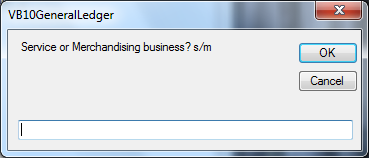 VB10GeneralLedger
Service or Merchandising business? s/m
OK
Cancel